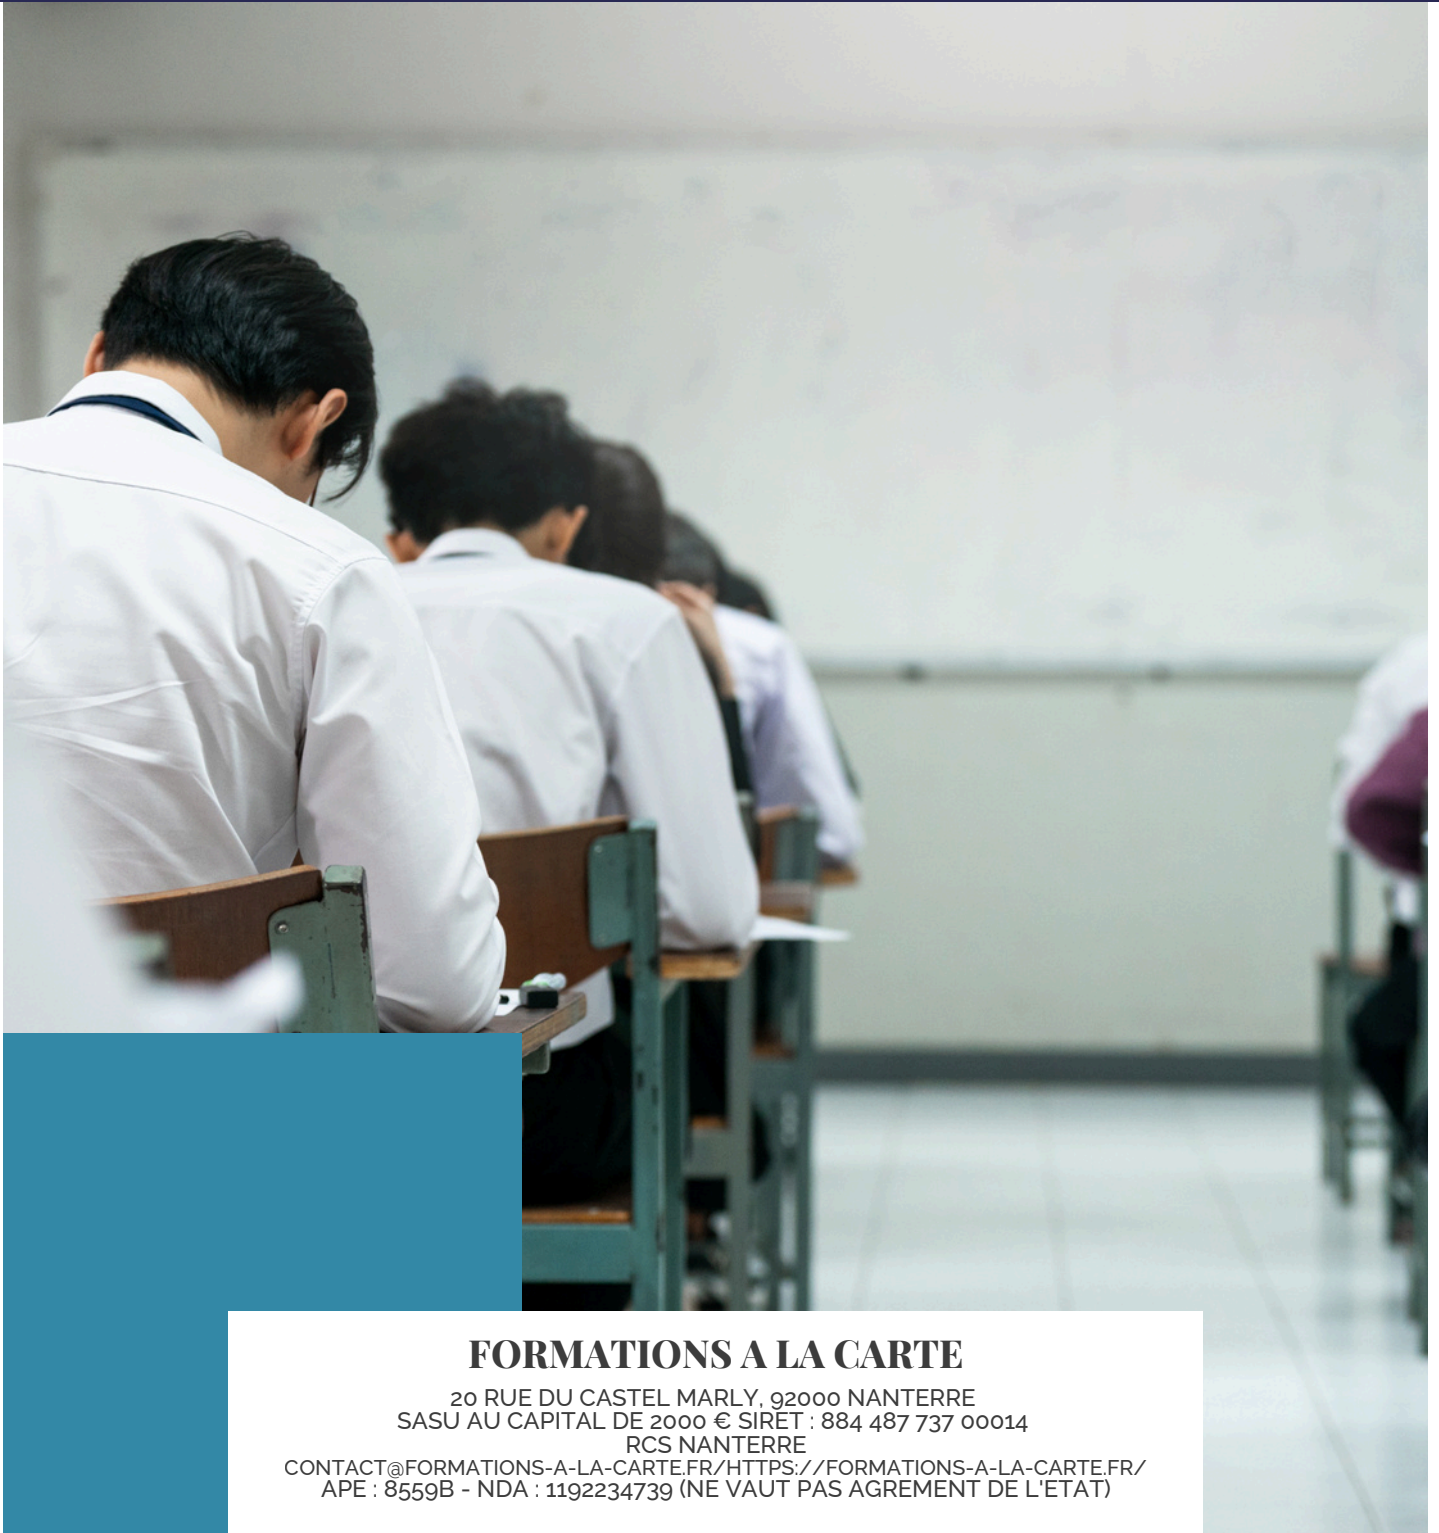 FORMATIONS A LA CARTE
20 RUE DU CASTEL MARLY, 92000 NANTERRE
SASU AU CAPITAL DE 2000 € SIRET : 884 487 737 00014
RCS NANTERRE
CONTACT@FORMATIONS-A-LA-CARTE.FR/HTTPS://FORMATIONS-A-LA-CARTE.FR/
APE : 8559B - NDA : 1192234739 (NE VAUT PAS AGREMENT DE L'ETAT)